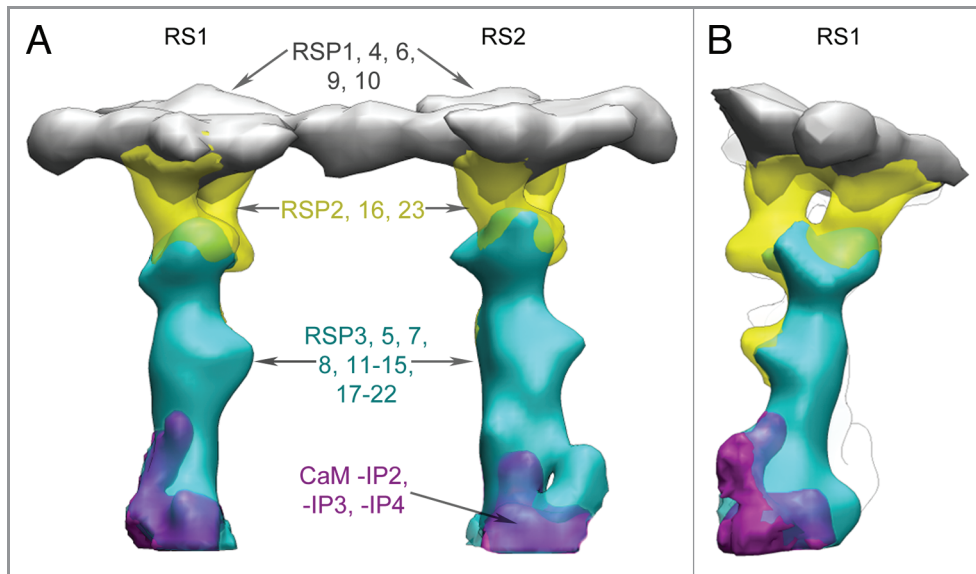 A
RS1
RS2
RSP1, 4, 6,
9, 10
RSP2, 16, 23
RSP3, 5, 7,
8, 11-15,
17-22
CaM -IP2,
-IP3, -IP4
B
RS1